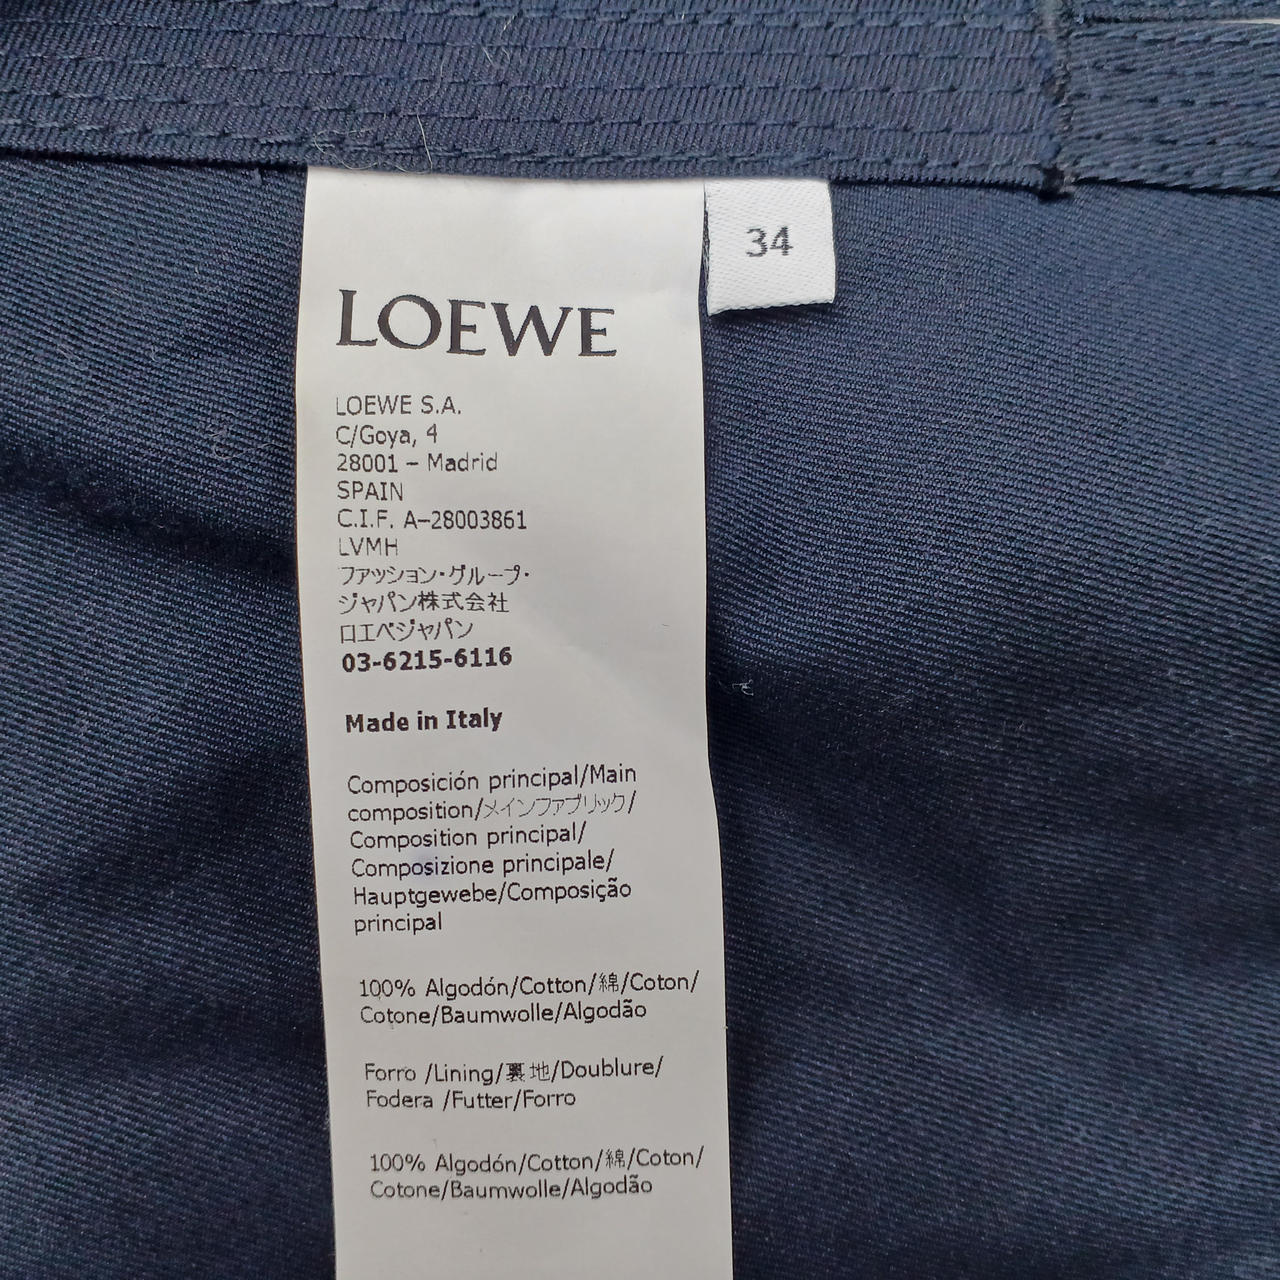 34
LOEWE
LOEWE S.A.
C/Goya, 4
28001 – Madrid
SPAIN
C.I.F. A–28003861
LVMH
ファッション・グループ・
ジャパン株式会社
ロエベジャパン
03-6215-6116
Made in Italy
Composición principal/Main
composition/メインファブリック/
Composition principal/
Composizione principale/
Hauptgewebe/Composição
principal
100% Algodón/Cotton/綿/Coton/
Cotone/Baumwolle/Algodão
Forro /Lining/裏地/Doublure/
Fodera /Futter/Forro
100% Algodón/Cotton/綿/Coton/
Cotone/Baumwolle/Algodão